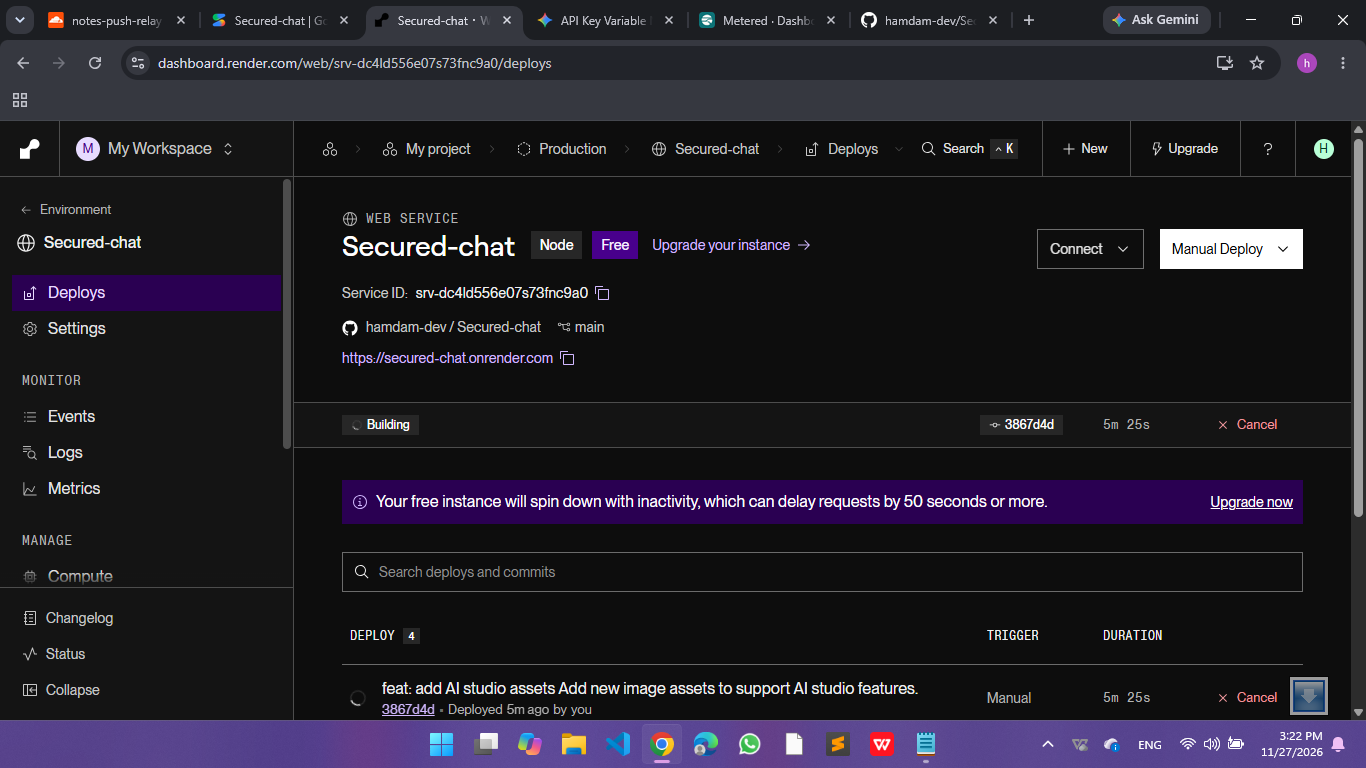 notes-push-relay
Secured-chat | Go
Secured-chat · W
API Key Variable
Metered · Dashbo
hamdam-dev/Sec
Ask Gemini
dashboard.render.com/web/srv-dc4ld556e07s73fnc9a0/deploys
h
M My Workspace
My project
Production
Secured-chat
Deploys
Search ^ K
+ New
Upgrade
?
H
← Environment
Secured-chat
Deploys
Settings
MONITOR
Events
Logs
Metrics
MANAGE
Compute
Changelog
Status
Collapse
WEB SERVICE
Secured-chat Node Free Upgrade your instance →
Connect
Manual Deploy
Service ID: srv-dc4ld556e07s73fnc9a0
hamdam-dev / Secured-chat main
https://secured-chat.onrender.com
Building 3867d4d 5m 25s × Cancel
Your free instance will spin down with inactivity, which can delay requests by 50 seconds or more. Upgrade now
Search deploys and commits
DEPLOY 4 TRIGGER DURATION
feat: add AI studio assets Add new image assets to support AI studio features. Manual 5m 25s × Cancel
3867d4d • Deployed 5m ago by you
ENG
3:22 PM
11/27/2026